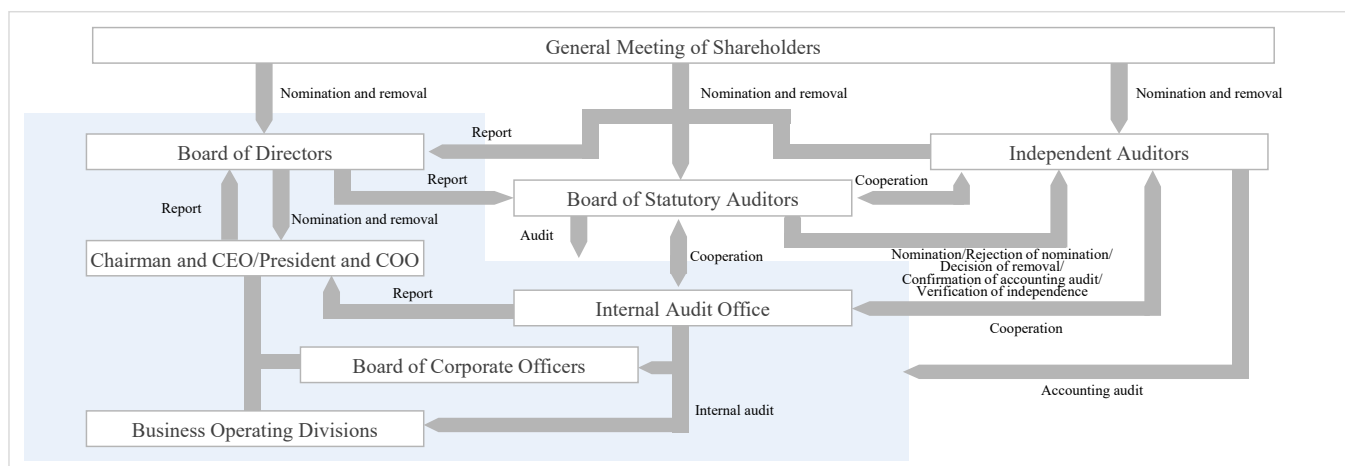 General Meeting of Shareholders
Nomination and removal
Nomination and removal
Nomination and removal
Report
Board of Directors
Independent Auditors
Report
Cooperation
Board of Statutory Auditors
Report
Nomination and removal
Audit
Chairman and CEO/President and COO
Cooperation
Nomination/Rejection of nomination/
Decision of removal/
Confirmation of accounting audit/
Verification of independence
Report
Internal Audit Office
Cooperation
Board of Corporate Officers
Accounting audit
Internal audit
Business Operating Divisions